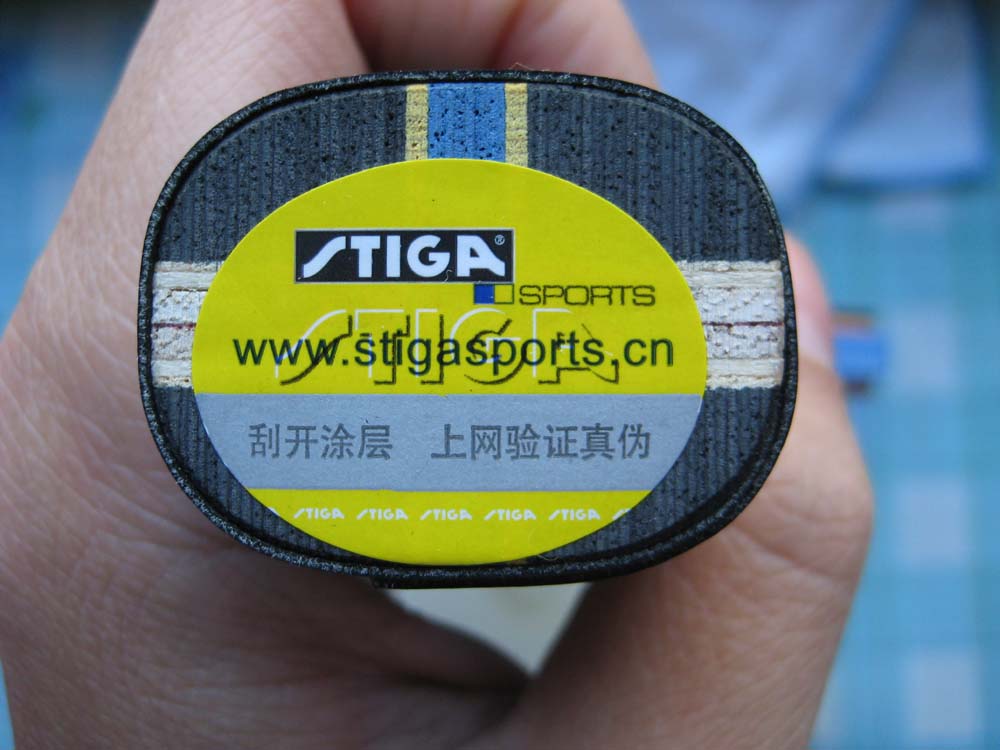 STIGA®
SPORTS
STIGA
www.stigasports.cn
刮开涂层 上网验证真伪
STIGA STIGA STIGA STIGA STIGA